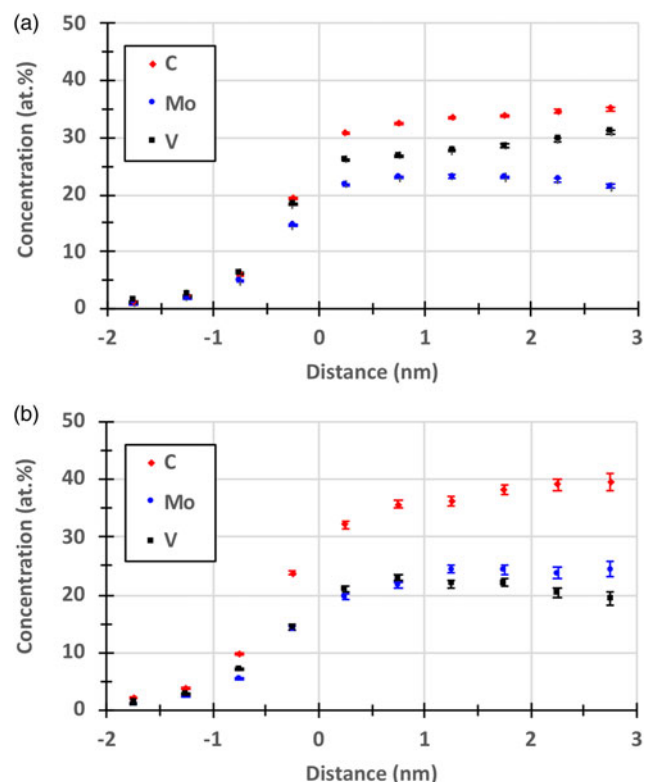 (a)
50
40
30
20
10
0
Concentration (at.%)
C
Mo
V
-2 -1 0 1 2 3
Distance (nm)
(b)
50
40
30
20
10
0
Concentration (at.%)
C
Mo
V
-2 -1 0 1 2 3
Distance (nm)